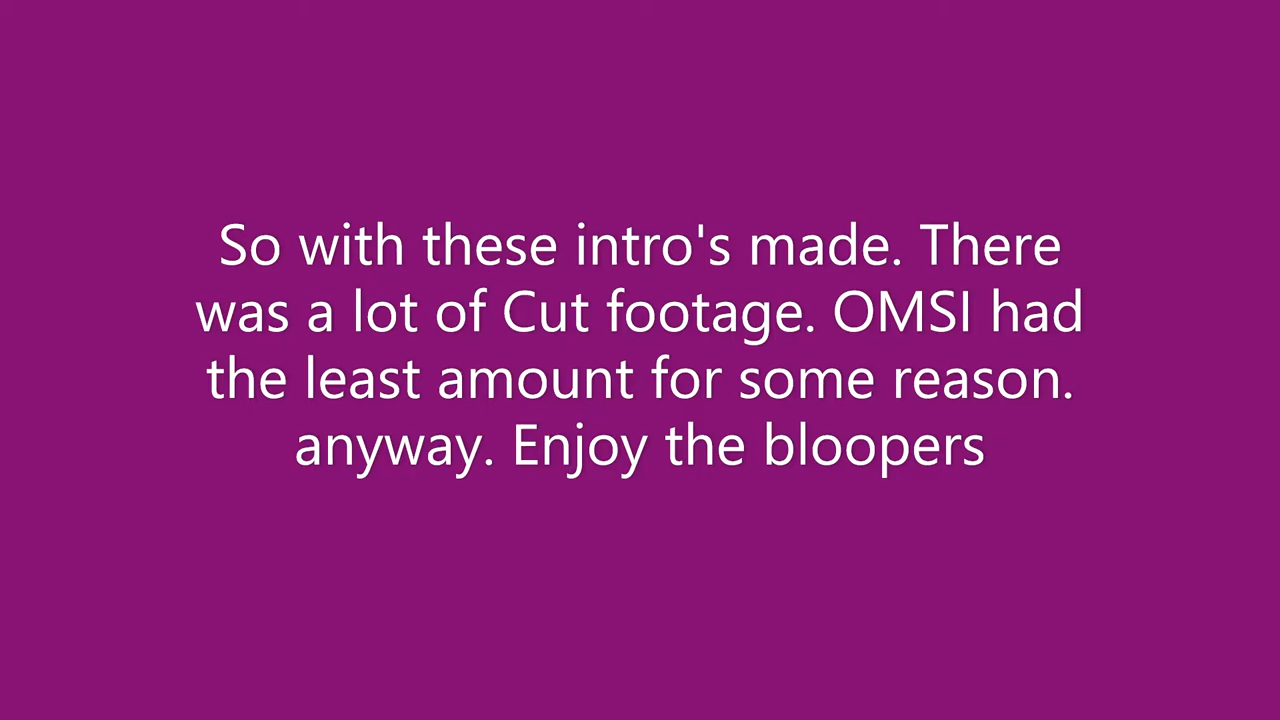 So with these intro's made. There
was a lot of Cut footage. OMSI had
the least amount for some reason.
anyway. Enjoy the bloopers